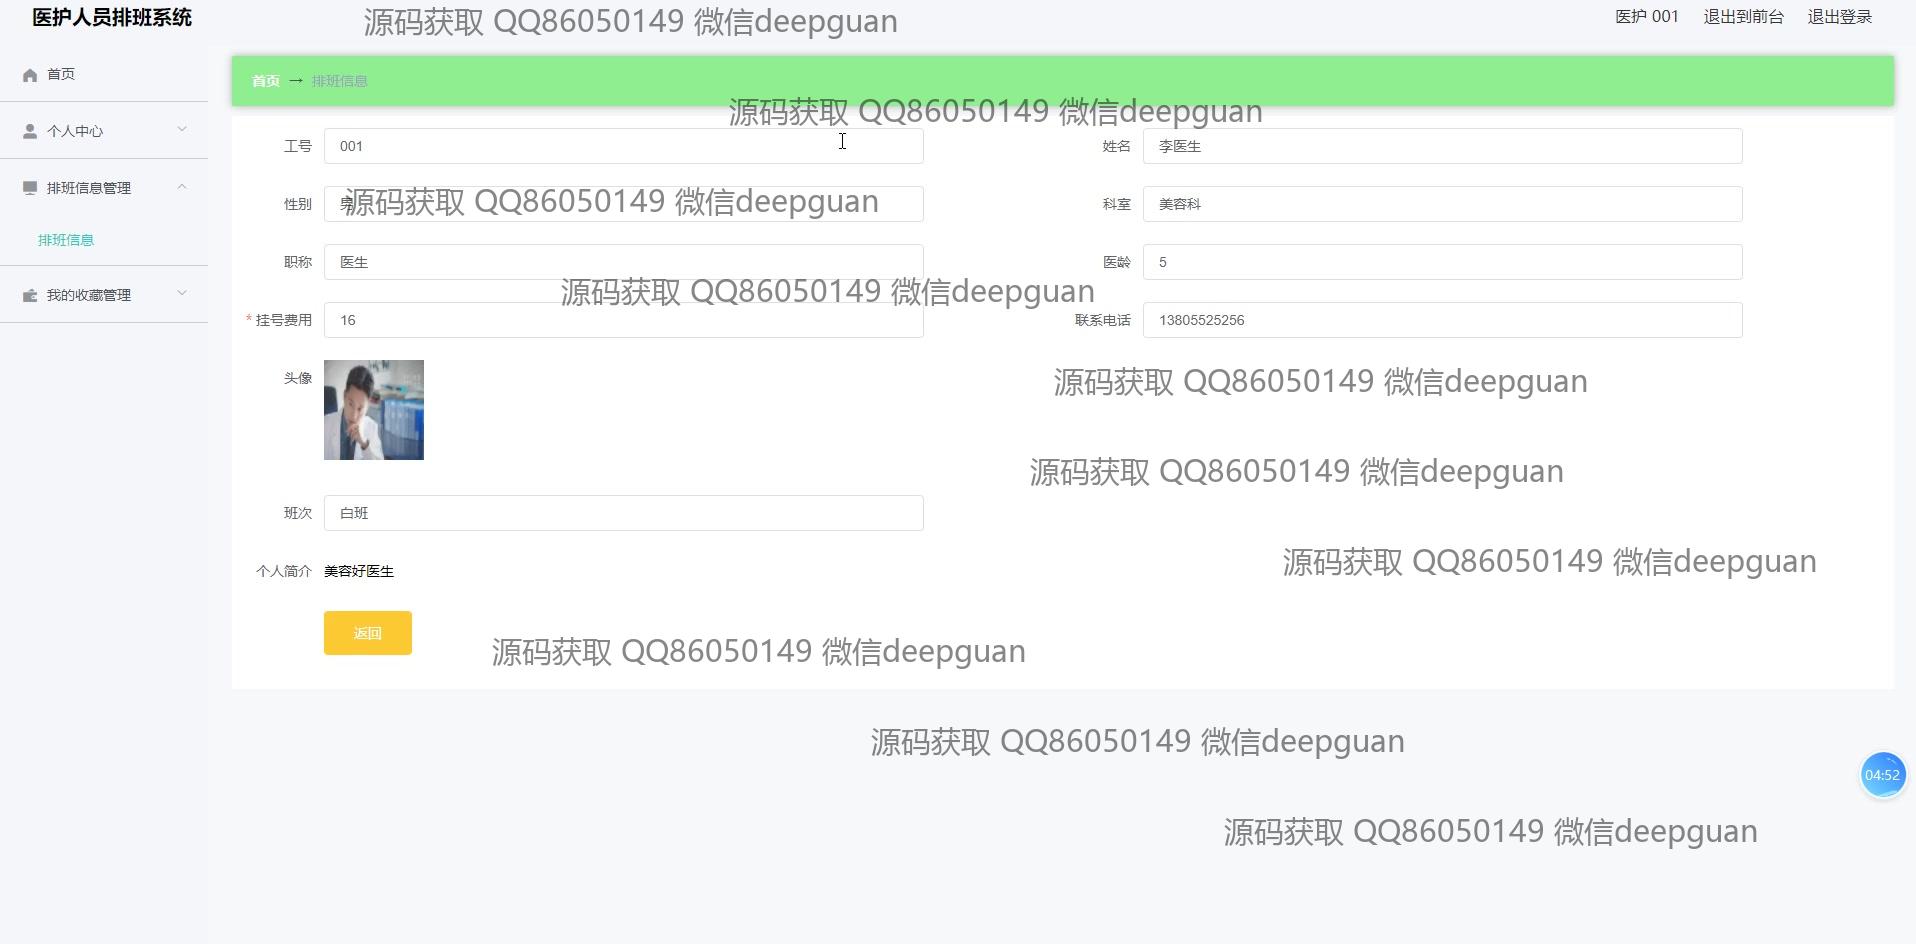 医护人员排班系统
源码获取 QQ86050149 微信deepguan
医护 001
退出到前台
退出登录
首页
个人中心
排班信息管理
排班信息
我的收藏管理
首页 → 排班信息
源码获取 QQ86050149 微信deepguan
工号 001
姓名 李医生
性别
源码获取 QQ86050149 微信deepguan
科室 美容科
职称 医生
医龄 5
源码获取 QQ86050149 微信deepguan
* 挂号费用 16
联系电话 13805525256
头像
源码获取 QQ86050149 微信deepguan
源码获取 QQ86050149 微信deepguan
班次 白班
源码获取 QQ86050149 微信deepguan
个人简介 美容好医生
返回
源码获取 QQ86050149 微信deepguan
源码获取 QQ86050149 微信deepguan
04:52
源码获取 QQ86050149 微信deepguan